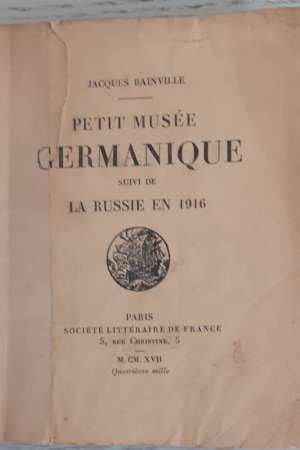 JACQUES BAINVILLE
PETIT MUSÉE
GERMANIQUE
SUIVI DE
LA RUSSIE EN 1916
PARIS
SOCIÉTÉ LITTÉRAIRE DE FRANCE
5, RUE CHRISTINE, 5
M. CM. XVII
Quatrième mille